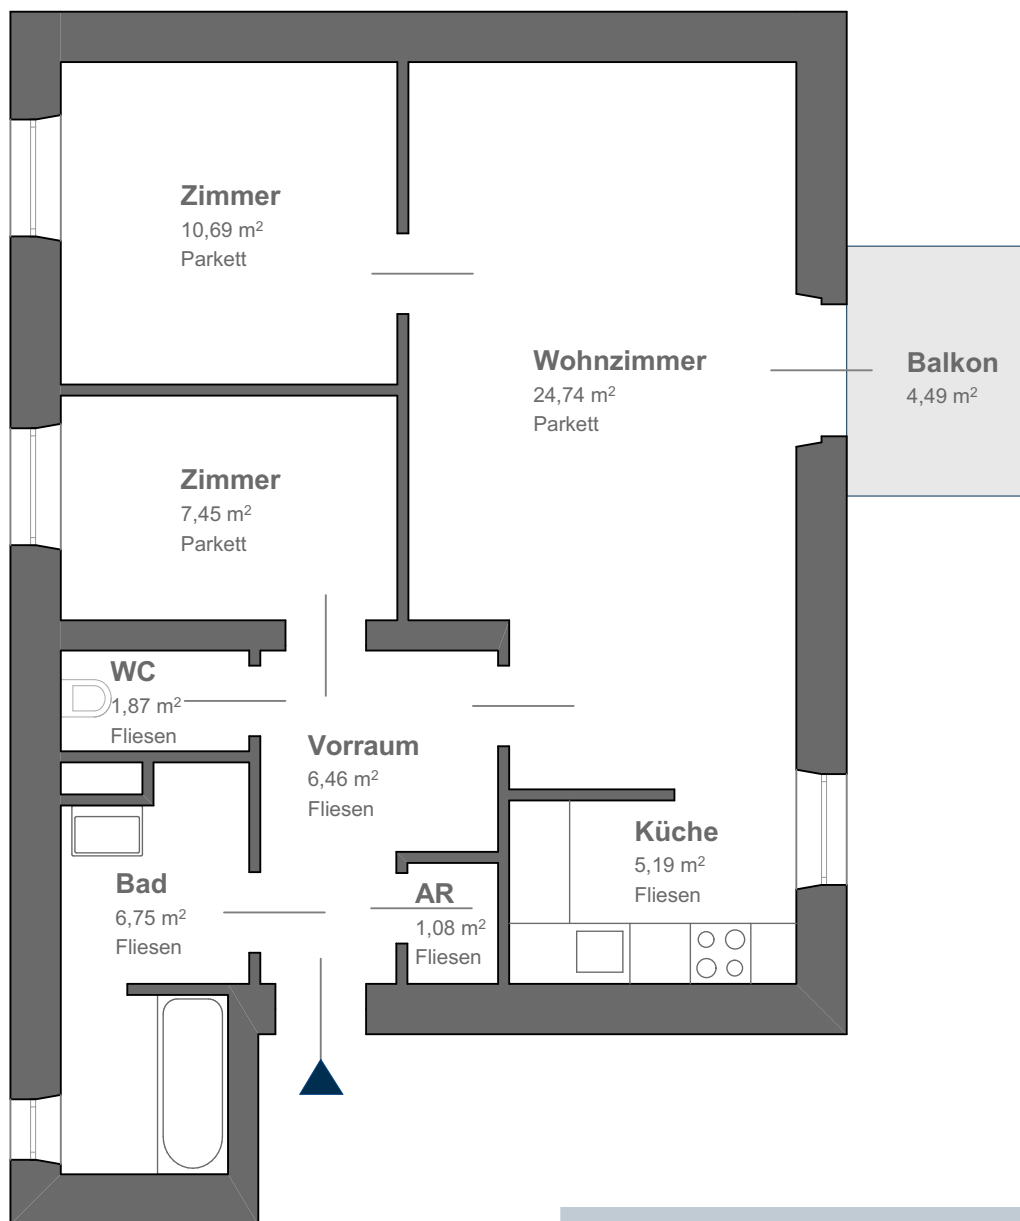 Zimmer
10,69 m²
Parkett
Wohnzimmer
24,74 m²
Parkett
Balkon
4,49 m²
Zimmer
7,45 m²
Parkett
WC
1,87 m²
Fliesen
Vorraum
6,46 m²
Fliesen
Küche
5,19 m²
Fliesen
Bad
6,75 m²
Fliesen
AR
1,08 m²
Fliesen